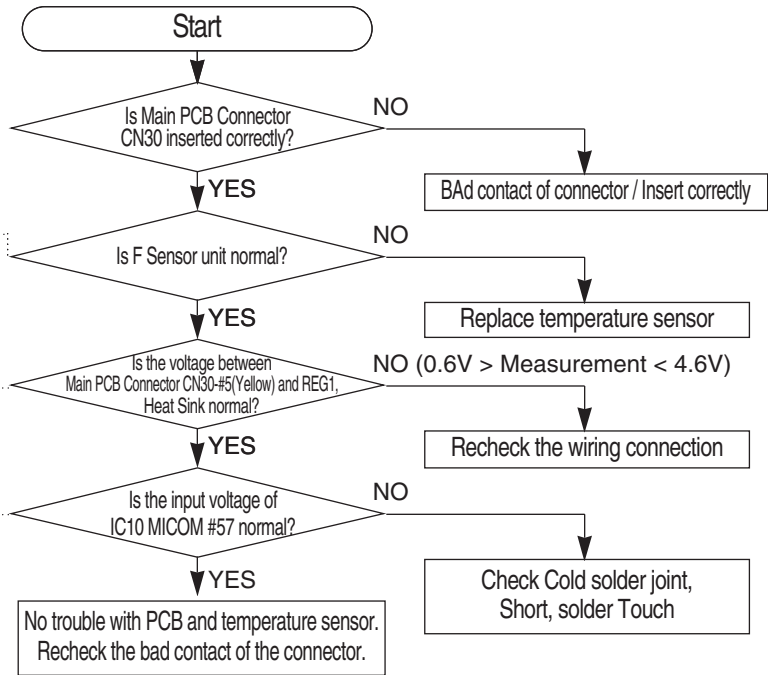 Start
Is Main PCB Connector
CN30 inserted correctly?
NO
BAd contact of connector / Insert correctly
YES
Is F Sensor unit normal?
NO
Replace temperature sensor
YES
Is the voltage between
Main PCB Connector CN30-#5(Yellow) and REG1,
Heat Sink normal?
NO (0.6V > Measurement < 4.6V)
Recheck the wiring connection
YES
Is the input voltage of
IC10 MICOM #57 normal?
NO
Check Cold solder joint,
Short, solder Touch
YES
No trouble with PCB and temperature sensor.
Recheck the bad contact of the connector.